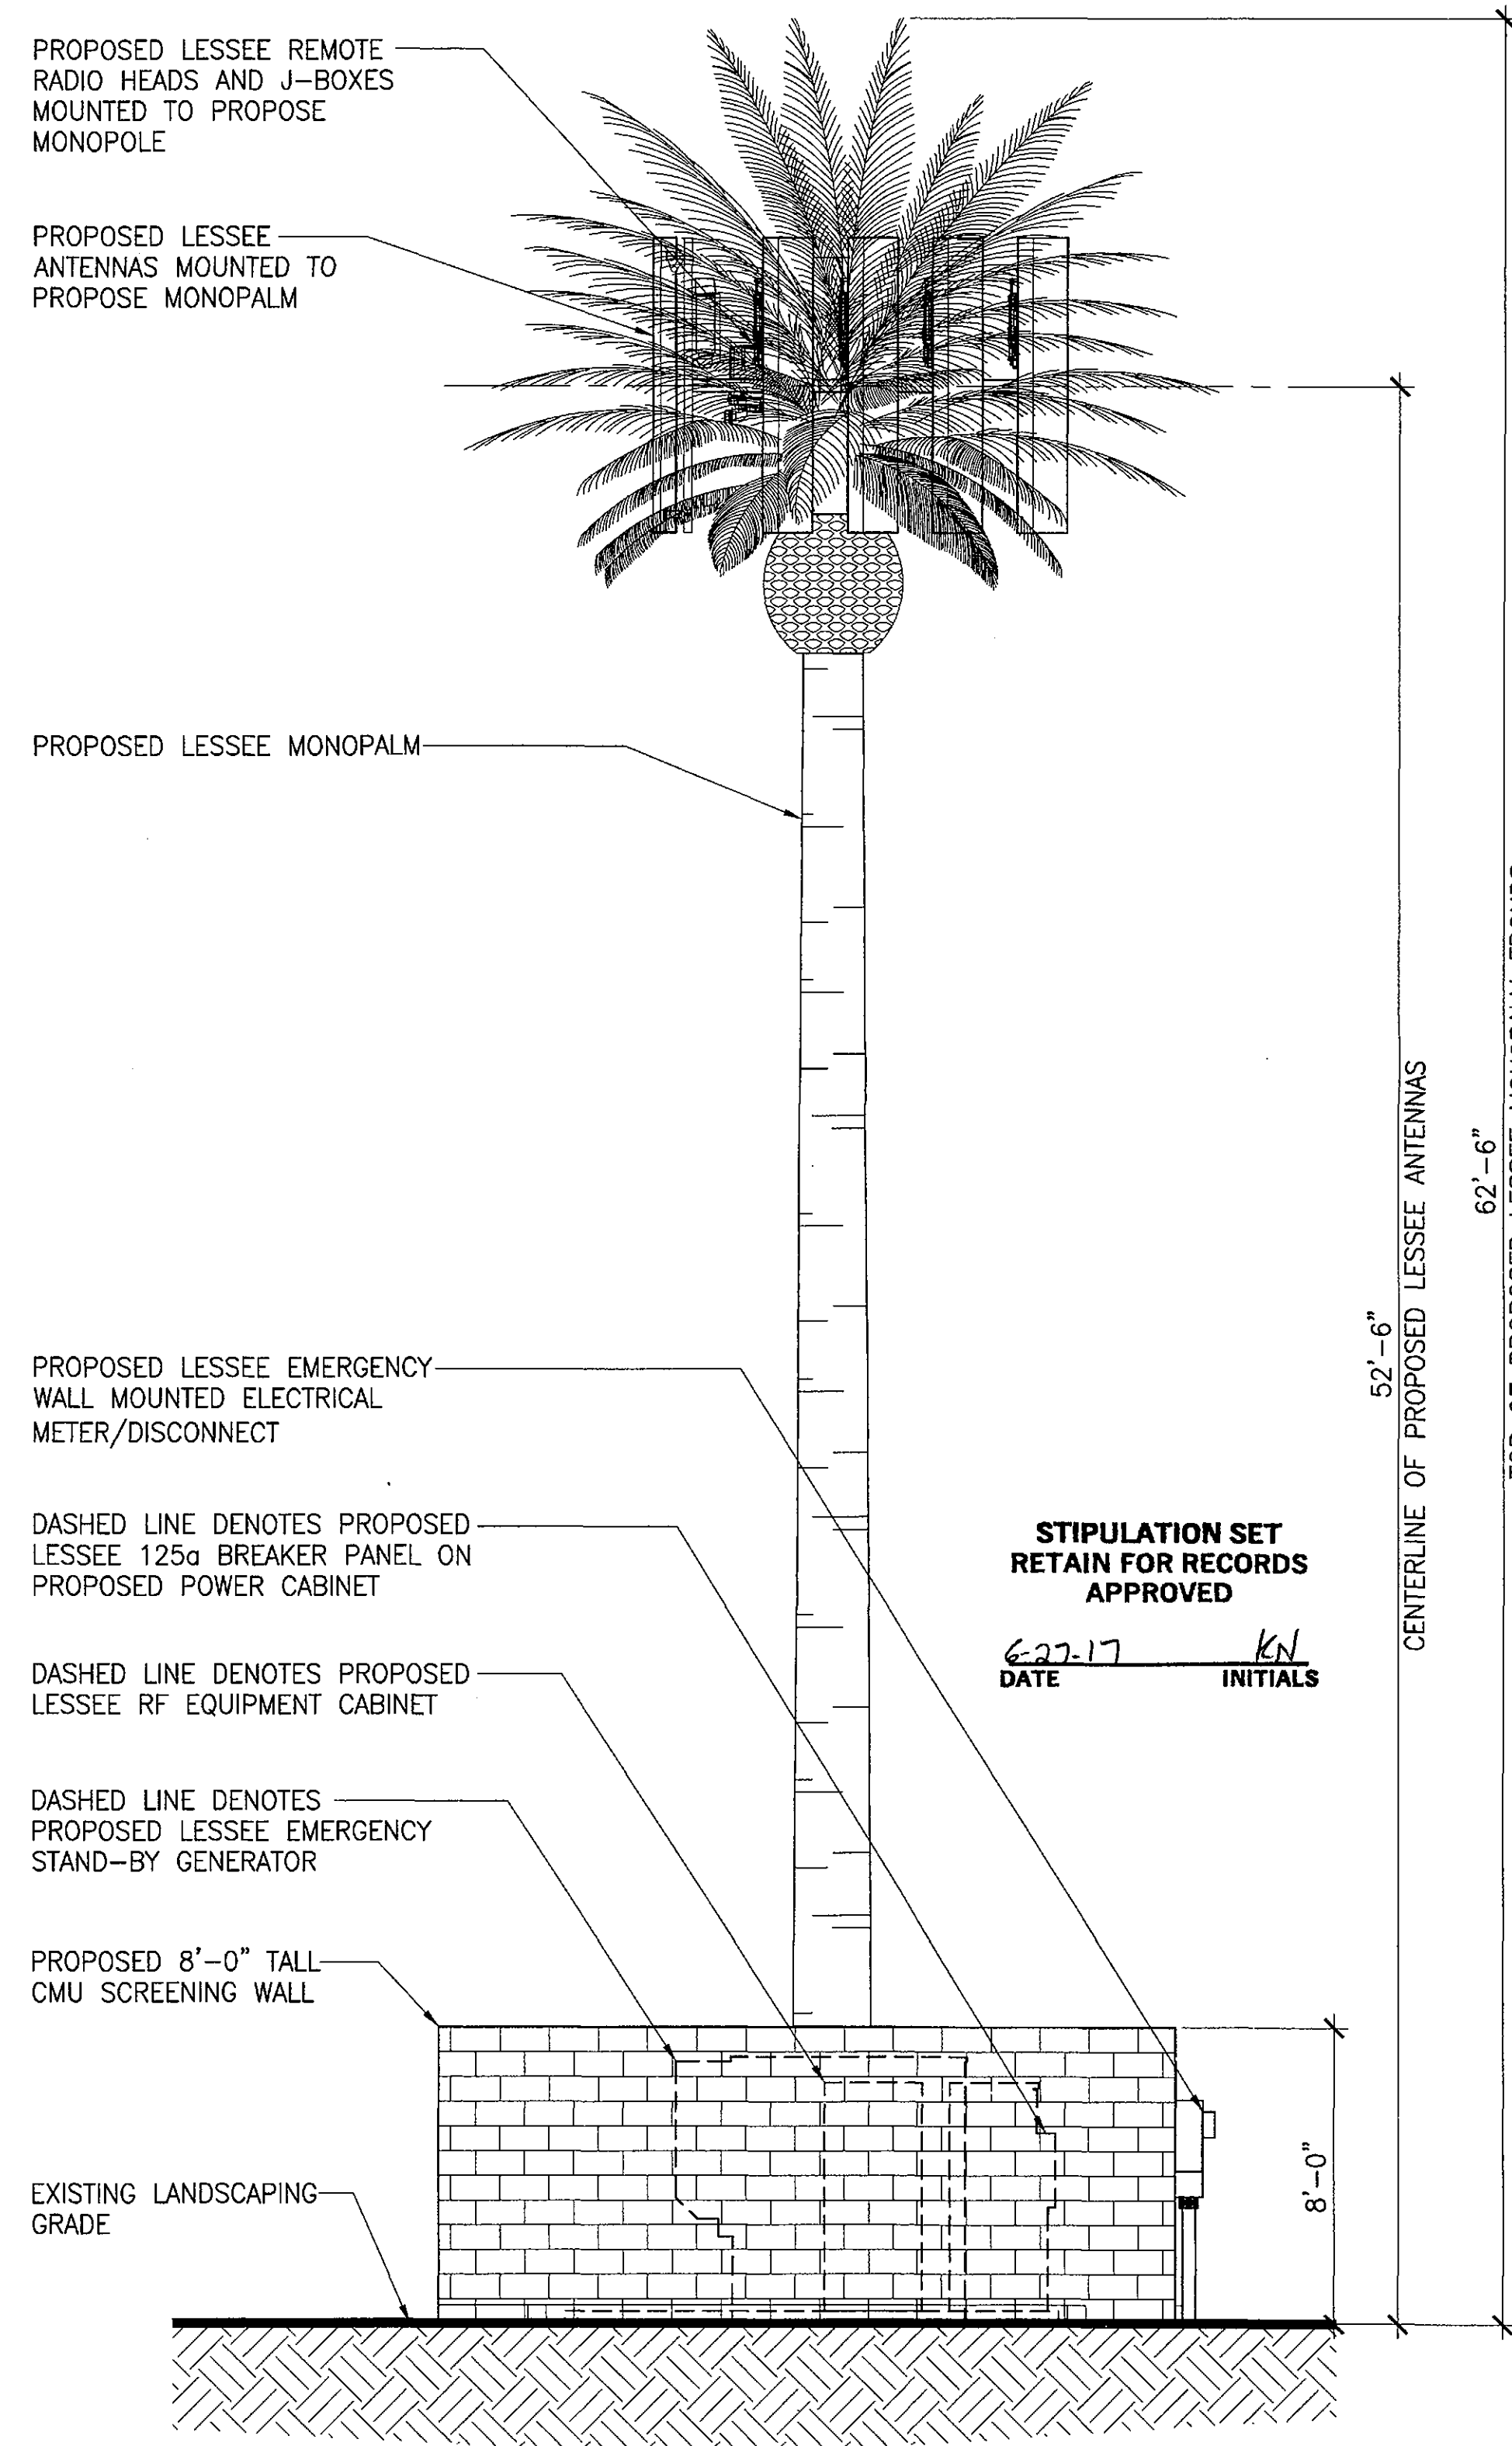 PROPOSED LESSEE REMOTE
RADIO HEADS AND J-BOXES
MOUNTED TO PROPOSE
MONOPOLE
PROPOSED LESSEE
ANTENNAS MOUNTED TO
PROPOSE MONOPALM
PROPOSED LESSEE MONOPALM
PROPOSED LESSEE EMERGENCY
WALL MOUNTED ELECTRICAL
METER/DISCONNECT
DASHED LINE DENOTES PROPOSED
LESSEE 125a BREAKER PANEL ON
PROPOSED POWER CABINET
DASHED LINE DENOTES PROPOSED
LESSEE RF EQUIPMENT CABINET
DASHED LINE DENOTES
PROPOSED LESSEE EMERGENCY
STAND-BY GENERATOR
PROPOSED 8'-0" TALL
CMU SCREENING WALL
EXISTING LANDSCAPING
GRADE
STIPULATION SET
RETAIN FOR RECORDS
APPROVED
6-27-17 KN
DATE INITIALS
8'-0"
52'-6"
CENTERLINE OF PROPOSED LESSEE ANTENNAS
62'-6"